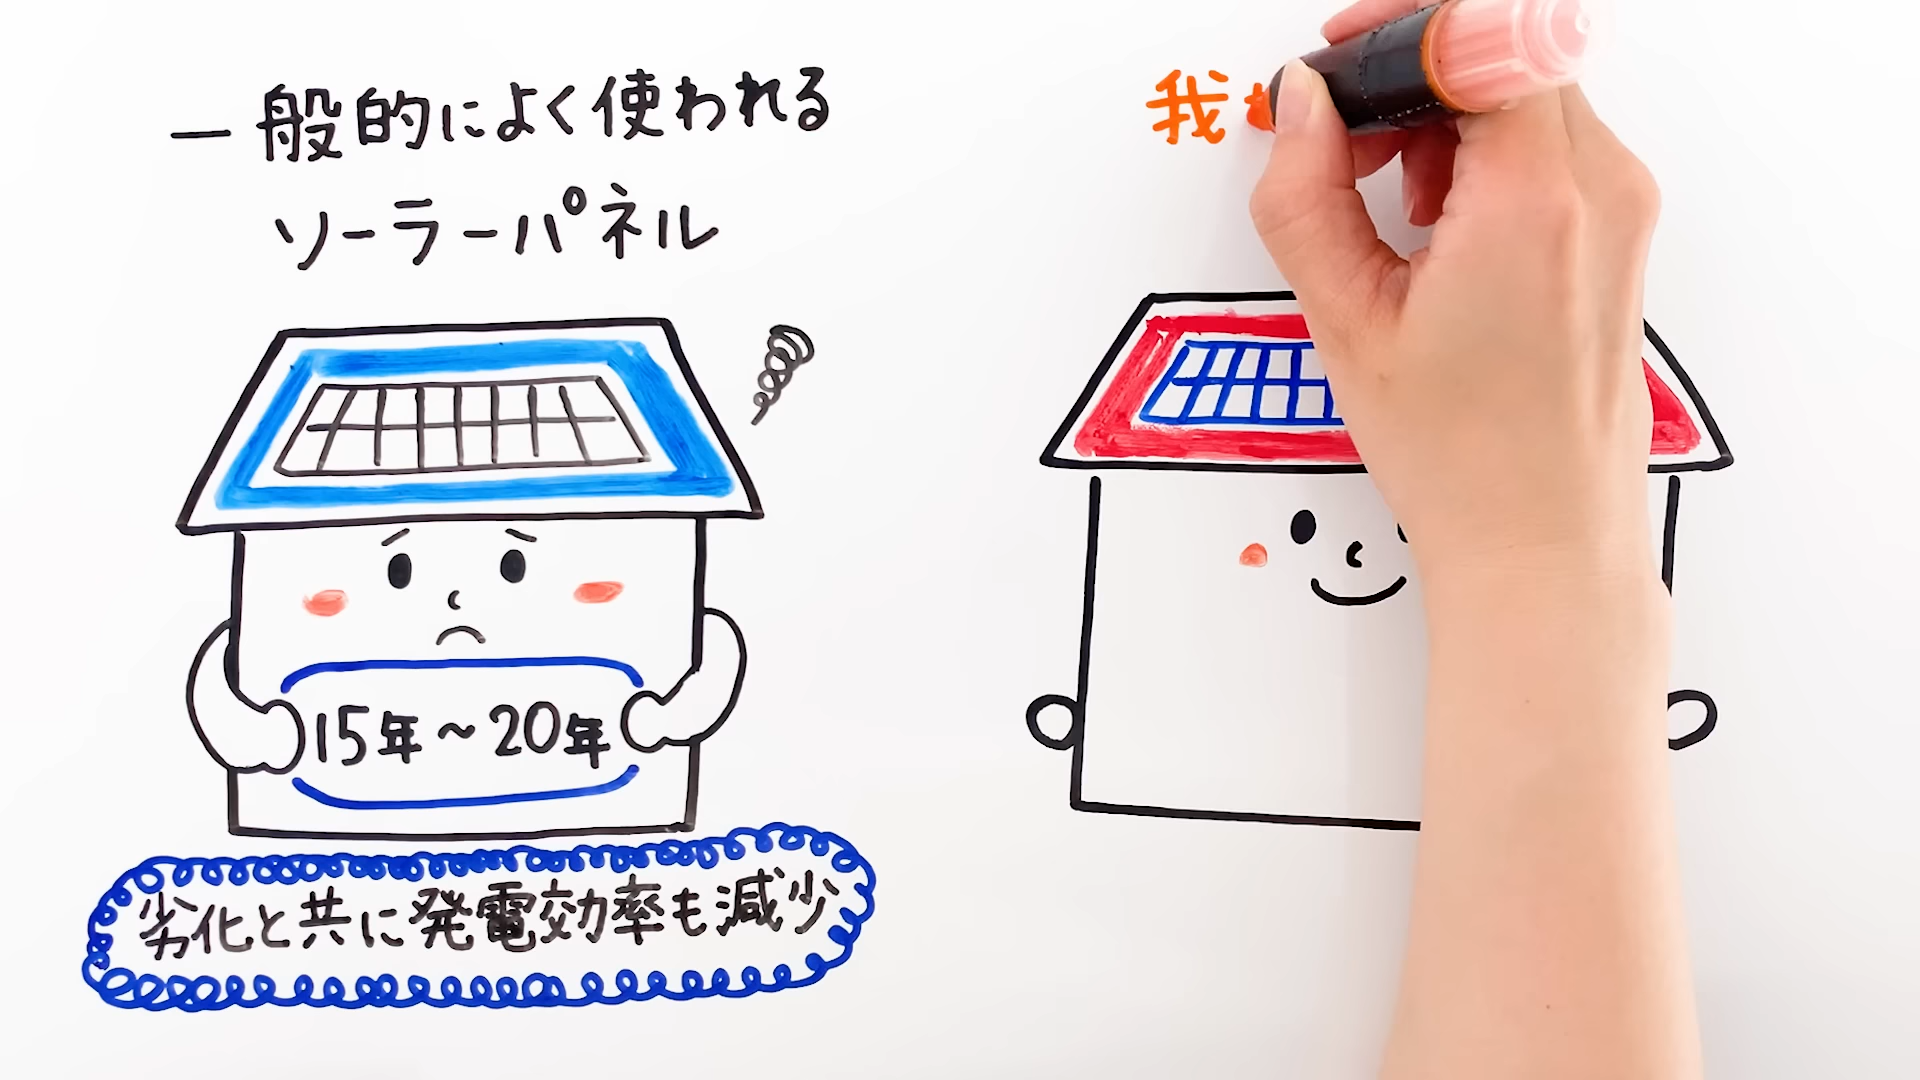 一般的によく使われる
ソーラーパネル
15年～20年
劣化と共に発電効率も減少
我